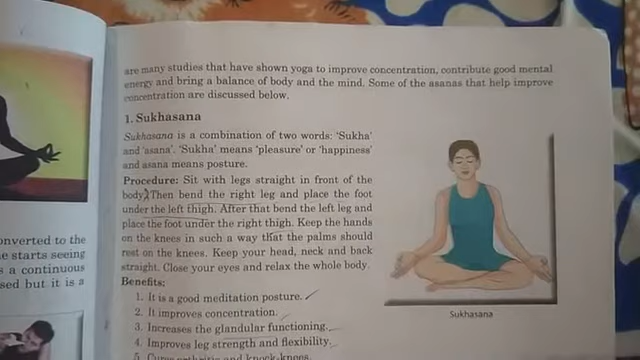 are many studies that have shown yoga to improve concentration, contribute good mental
energy and bring a balance of body and the mind. Some of the asanas that help improve
concentration are discussed below.
1. Sukhasana
Sukhasana is a combination of two words: 'Sukha'
and 'asana'. 'Sukha' means 'pleasure' or 'happiness'
and asana means posture.
Procedure: Sit with legs straight in front of the
body. Then bend the right leg and place the foot
under the left thigh. After that bend the left leg and
place the foot under the right thigh. Keep the hands
on the knees in such a way that the palms should
rest on the knees. Keep your head, neck and back
straight. Close your eyes and relax the whole body.
Benefits:
1. It is a good meditation posture.
2. It improves concentration.
3. Increases the glandular functioning.
4. Improves leg strength and flexibility.
5. Cures arthritis and knock-knees.
Sukhasana
onverted to the
e starts seeing
s a continuous
sed but it is a